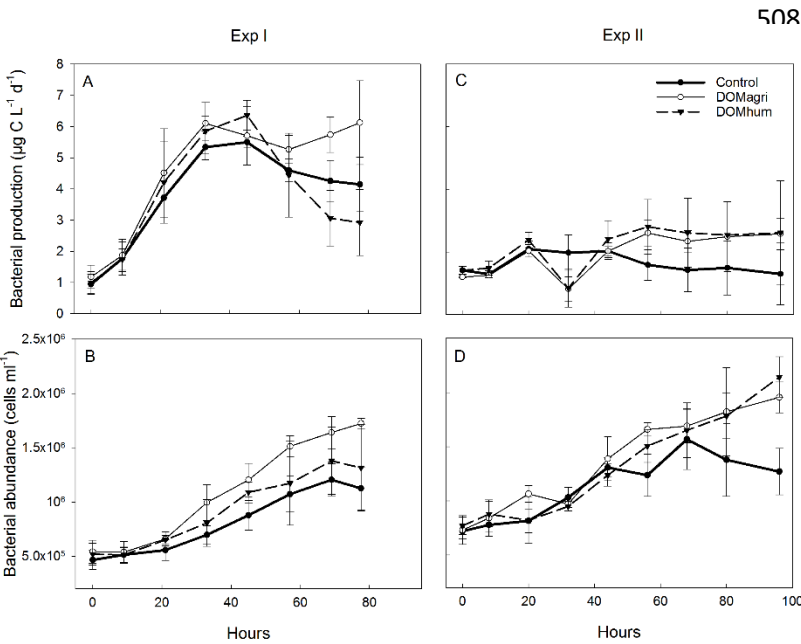 508
Exp I
Exp II
Bacterial production (µg C L⁻¹ d⁻¹)
8
7
6
5
4
3
2
1
0
A
C
Control
DOMagri
DOMhum
Bacterial abundance (cells ml⁻¹)
2.5x10⁶
2.0x10⁶
1.5x10⁶
10⁶
5.0x10⁵
B
D
0 20 40 60 80
0 20 40 60 80 100
Hours
Hours